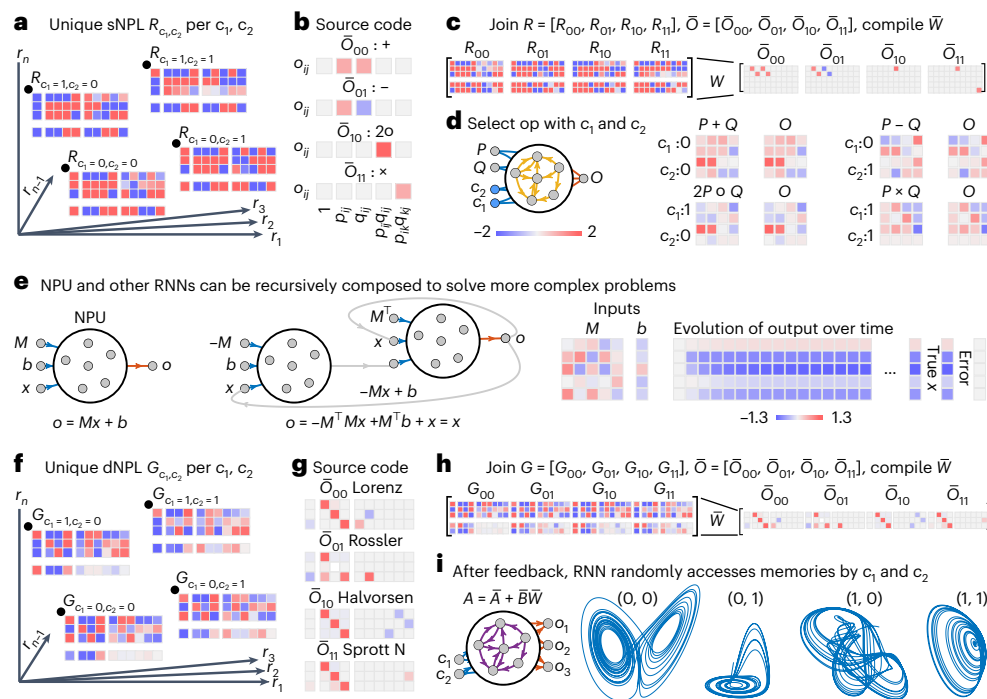 a Unique sNPL R_{c1,c2} per c1, c2
r_n
R_{c1=1,c2=0}
R_{c1=1,c2=1}
R_{c1=0,c2=0}
R_{c1=0,c2=1}
r_{n−1}
r_3
r_2
r_1
b Source code
Ō_00 : +
o_ij
Ō_01 : −
o_ij
Ō_10 : 2o
o_ij
Ō_11 : ×
o_ij
1 p_ij q_ij p_ij q_ij p_ik q_kj
c Join R = [R_00, R_01, R_10, R_11], Ō = [Ō_00, Ō_01, Ō_10, Ō_11], compile W̄
R_00 R_01 R_10 R_11
W
Ō_00 Ō_01 Ō_10 Ō_11
d Select op with c1 and c2
P
Q
c_2
c_1
O
−2 2
P + Q O
c1:0
c2:0
P − Q O
c1:0
c2:1
2P o Q O
c1:1
c2:0
P × Q O
c1:1
c2:1
e NPU and other RNNs can be recursively composed to solve more complex problems
NPU
M
b
x
o
o = Mx + b
−M
b
x
M^T
x
o
−Mx + b
o = −M^T Mx + M^T b + x = x
Inputs
M b
Evolution of output over time
...
True x
Error
−1.3 1.3
f Unique dNPL G_{c1,c2} per c1, c2
r_n
G_{c1=1,c2=0}
G_{c1=1,c2=1}
G_{c1=0,c2=0}
G_{c1=0,c2=1}
r_{n−1}
r_3
r_2
r_1
g Source code
Ō_00 Lorenz
Ō_01 Rossler
Ō_10 Halvorsen
Ō_11 Sprott N
h Join G = [G_00, G_01, G_10, G_11], Ō = [Ō_00, Ō_01, Ō_10, Ō_11], compile W̄
G_00 G_01 G_10 G_11
W̄
Ō_00 Ō_01 Ō_10 Ō_11
i After feedback, RNN randomly accesses memories by c1 and c2
A = Ā + B̄W̄
c_1
c_2
o_1
o_2
o_3
(0, 0) (0, 1) (1, 0) (1, 1)